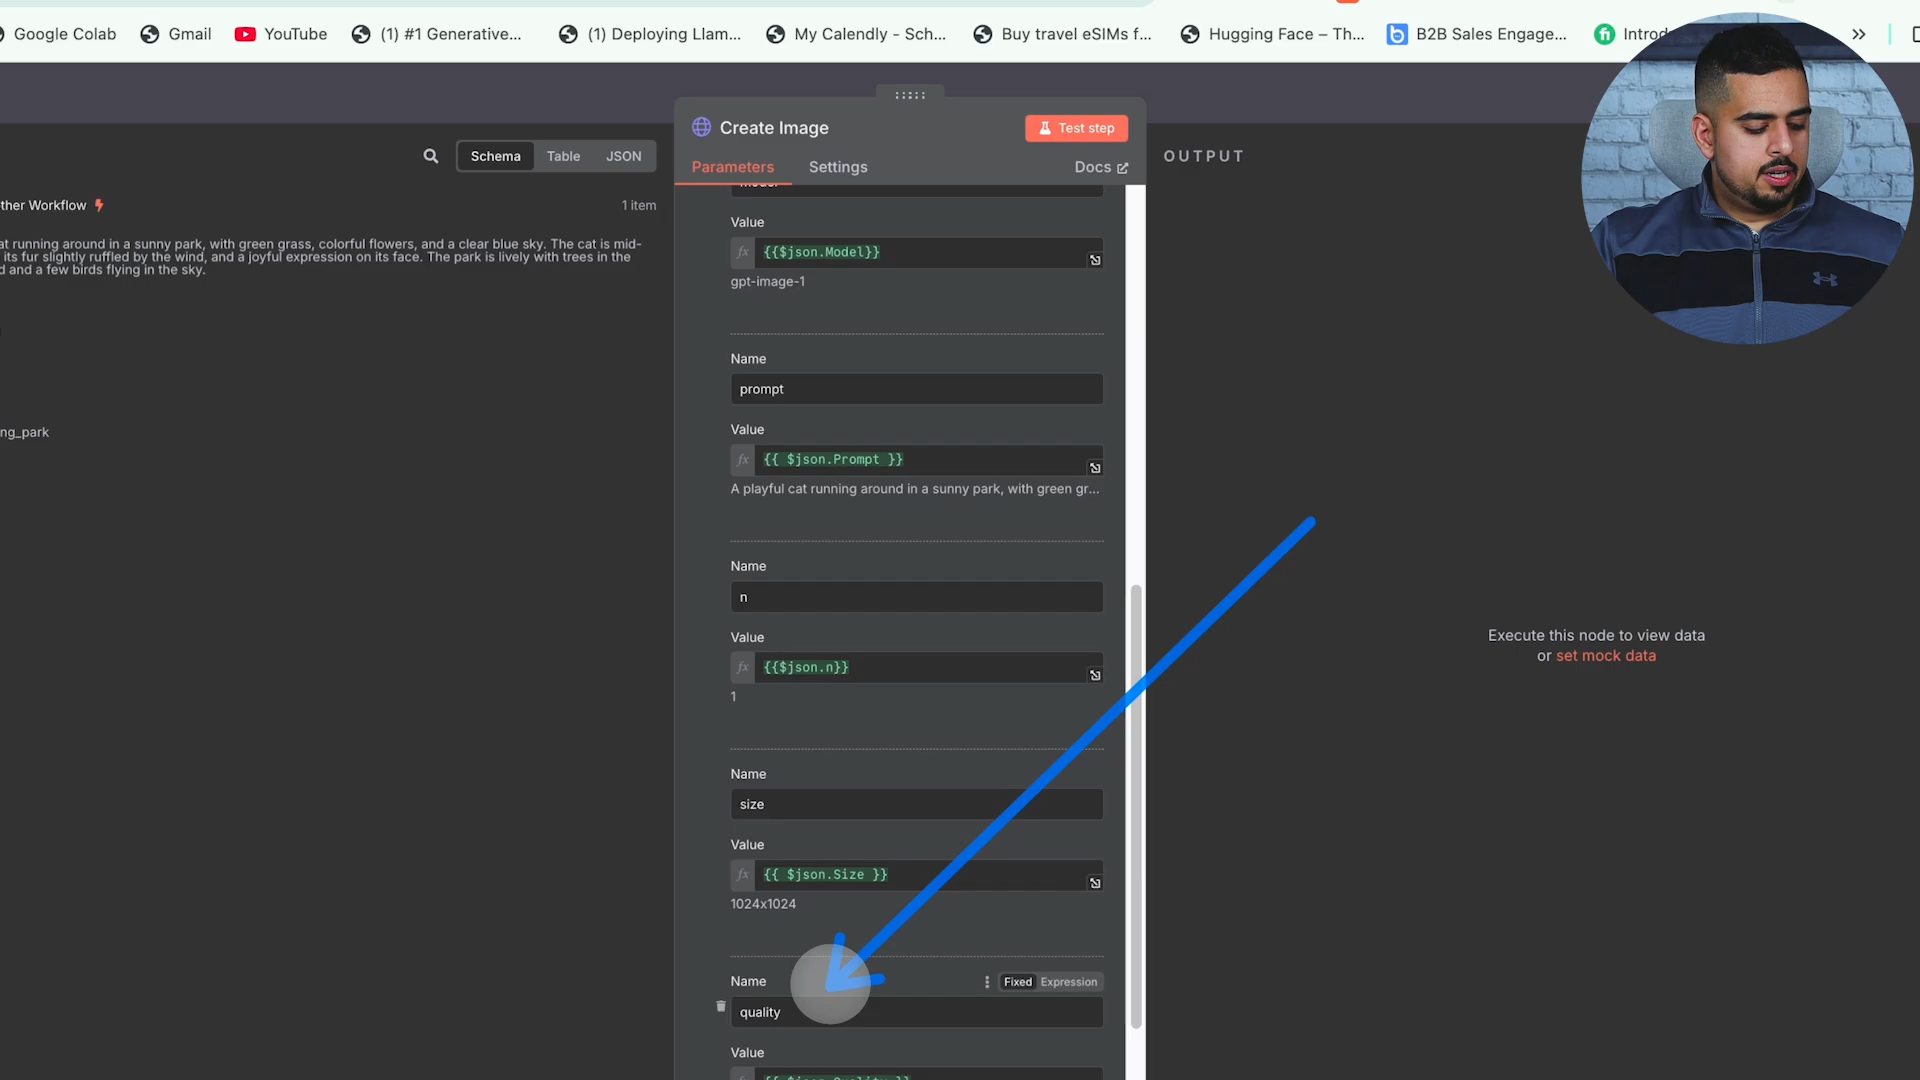 Google Colab Gmail YouTube (1) #1 Generative... (1) Deploying Llam... My Calendly - Sch... Buy travel eSIMs f... Hugging Face – Th... B2B Sales Engage...
Create Image Test step
Schema Table JSON
Parameters Settings Docs
OUTPUT
ther Workflow 1 item
at running around in a sunny park, with green grass, colorful flowers, and a clear blue sky. The cat is mid-
its fur slightly ruffled by the wind, and a joyful expression on its face. The park is lively with trees in the
d and a few birds flying in the sky.
ng_park
Value
fx {{$json.Model}}
gpt-image-1
Name
prompt
Value
fx {{ $json.Prompt }}
A playful cat running around in a sunny park, with green gr...
Name
n
Value
fx {{$json.n}}
1
Name
size
Value
fx {{ $json.Size }}
1024x1024
Name Fixed Expression
quality
Value
Execute this node to view data
or set mock data